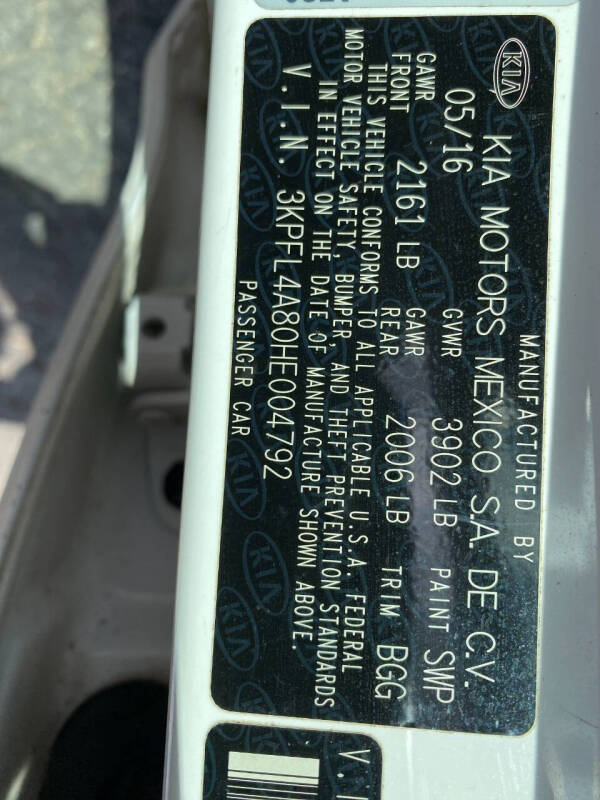 KIA
MANUFACTURED BY
KIA MOTORS MEXICO S.A. DE C.V.
05/16 GVWR 3902 LB PAINT SWP
GAWR FRONT 2161 LB GAWR REAR 2006 LB TRIM BGG
THIS VEHICLE CONFORMS TO ALL APPLICABLE U.S.A. FEDERAL
MOTOR VEHICLE SAFETY, BUMPER, AND THEFT PREVENTION STANDARDS
IN EFFECT ON THE DATE OF MANUFACTURE SHOWN ABOVE.
V.I.N. 3KPFL4A80HE004792
PASSENGER CAR